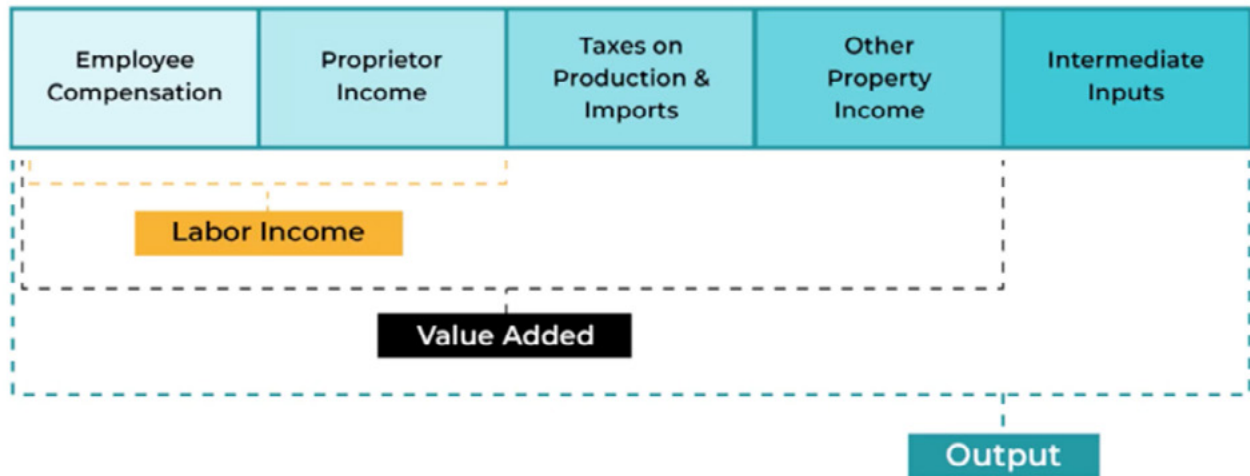 Employee
Compensation
Proprietor
Income
Taxes on
Production &
Imports
Other
Property
Income
Intermediate
Inputs
Labor Income
Value Added
Output